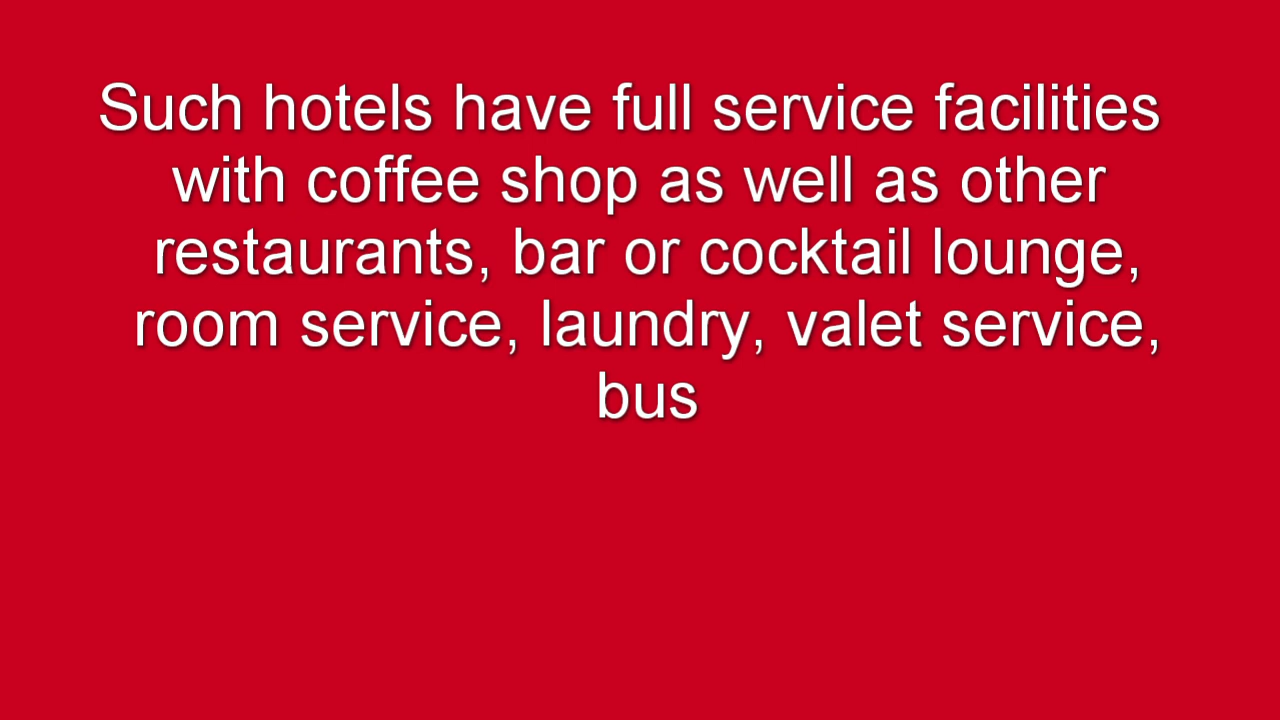 Such hotels have full service facilities
with coffee shop as well as other
restaurants, bar or cocktail lounge,
room service, laundry, valet service,
bus